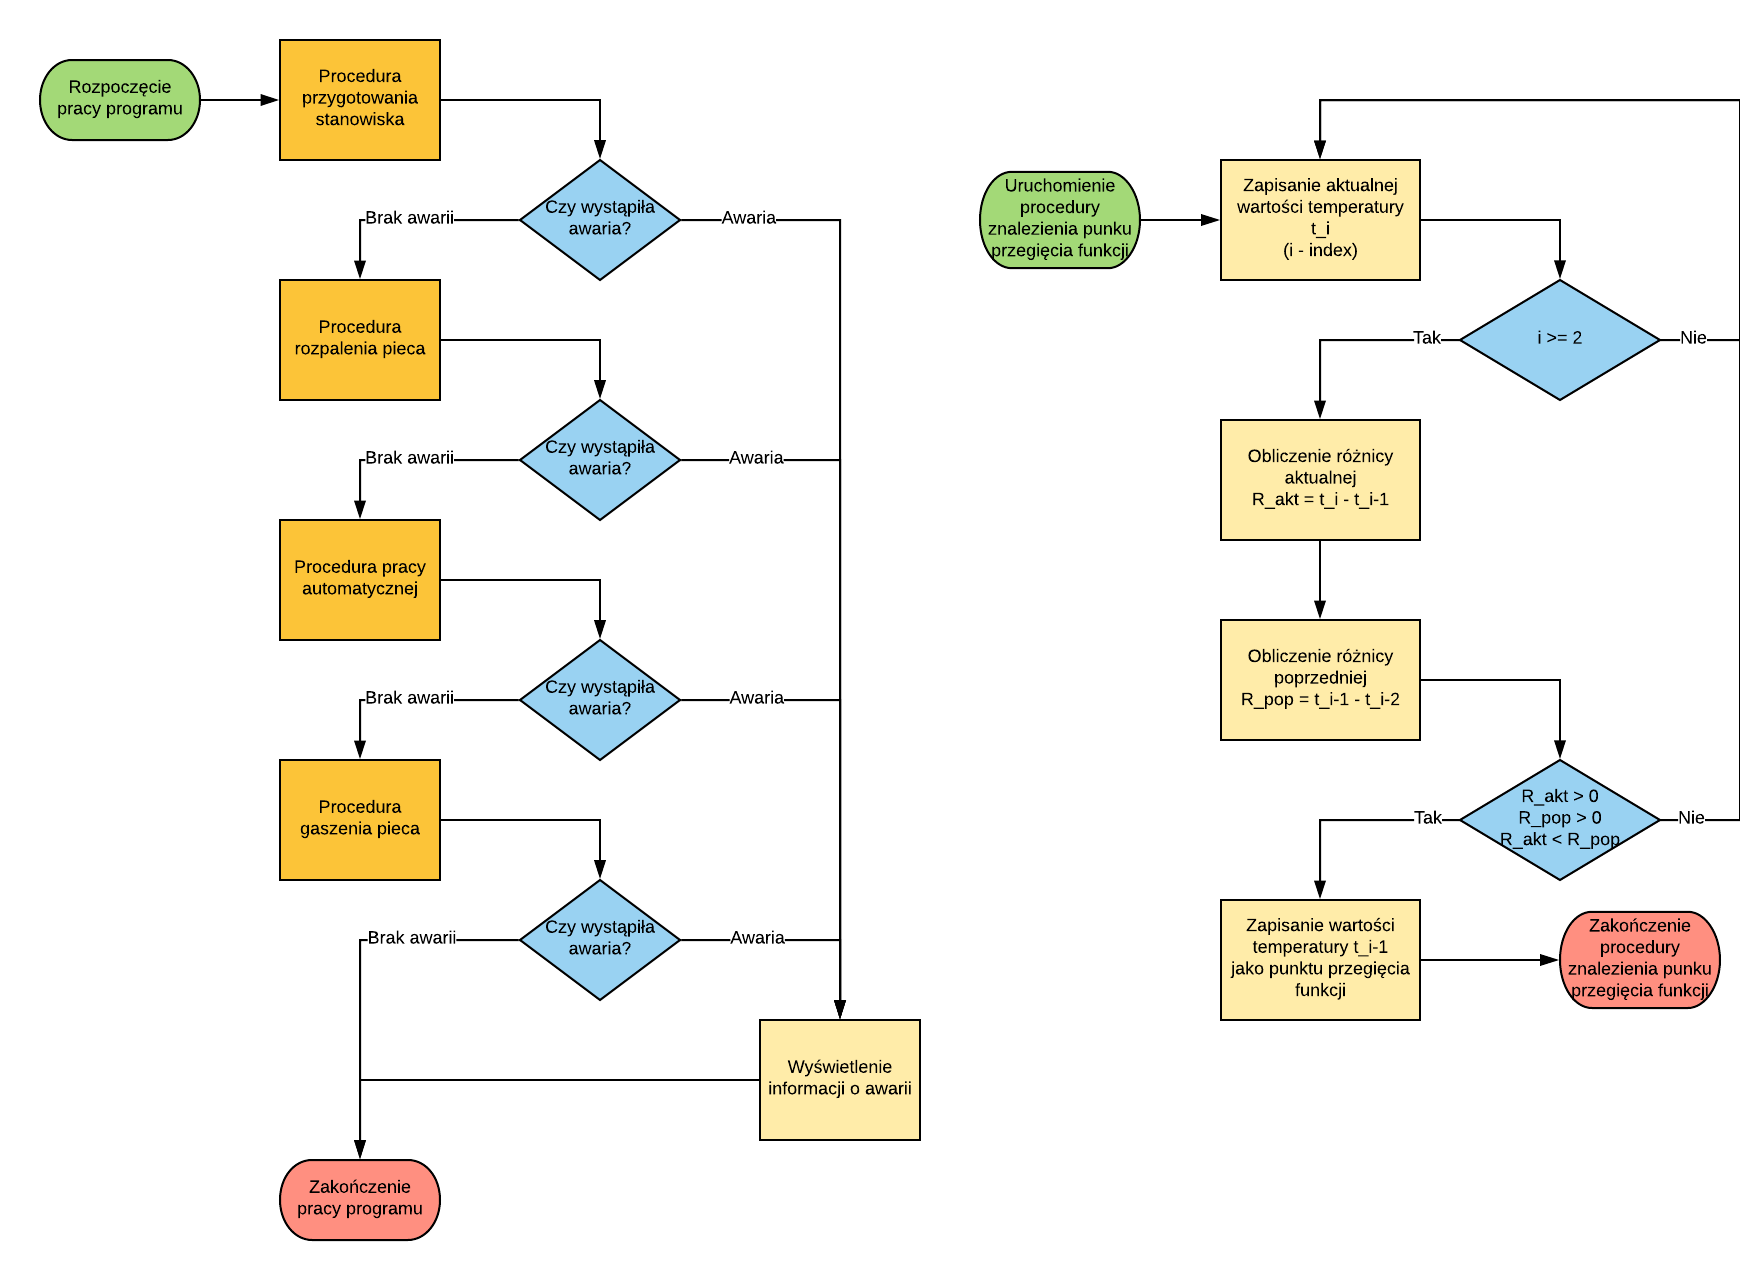 Rozpoczęcie
pracy programu
Procedura
przygotowania
stanowiska
Czy wystąpiła
awaria?
Brak awarii
Awaria
Procedura
rozpalenia pieca
Czy wystąpiła
awaria?
Brak awarii
Awaria
Procedura pracy
automatycznej
Czy wystąpiła
awaria?
Brak awarii
Awaria
Procedura
gaszenia pieca
Czy wystąpiła
awaria?
Brak awarii
Awaria
Wyświetlenie
informacji o awarii
Zakończenie
pracy programu
Uruchomienie
procedury
znalezienia punku
przegięcia funkcji
Zapisanie aktualnej
wartości temperatury
t_i
(i - index)
i >= 2
Tak
Nie
Obliczenie różnicy
aktualnej
R_akt = t_i - t_i-1
Obliczenie różnicy
poprzedniej
R_pop = t_i-1 - t_i-2
R_akt > 0
R_pop > 0
R_akt < R_pop
Tak
Nie
Zapisanie wartości
temperatury t_i-1
jako punktu przegięcia
funkcji
Zakończenie
procedury
znalezienia punku
przegięcia funkcji